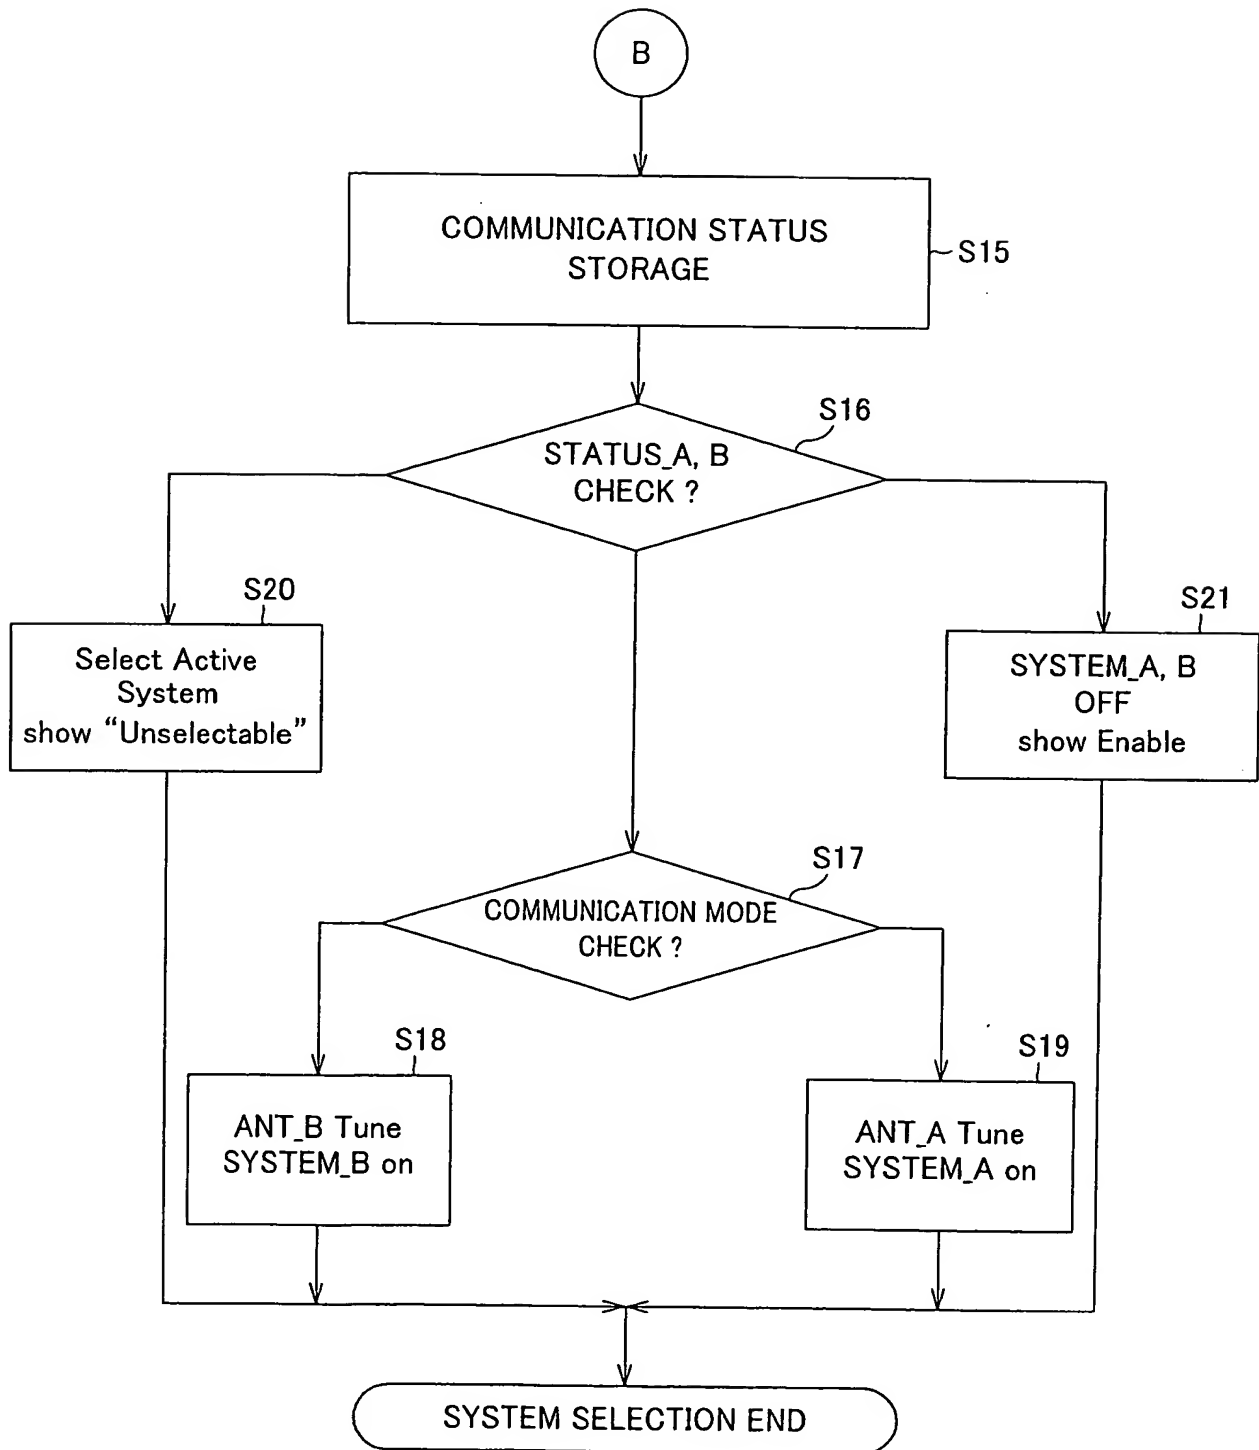 B
COMMUNICATION STATUS
STORAGE
S15
S16
STATUS_A, B
CHECK ?
S20
Select Active
System
show “Unselectable”
S21
SYSTEM_A, B
OFF
show Enable
S17
COMMUNICATION MODE
CHECK ?
S18
ANT_B Tune
SYSTEM_B on
S19
ANT_A Tune
SYSTEM_A on
SYSTEM SELECTION END